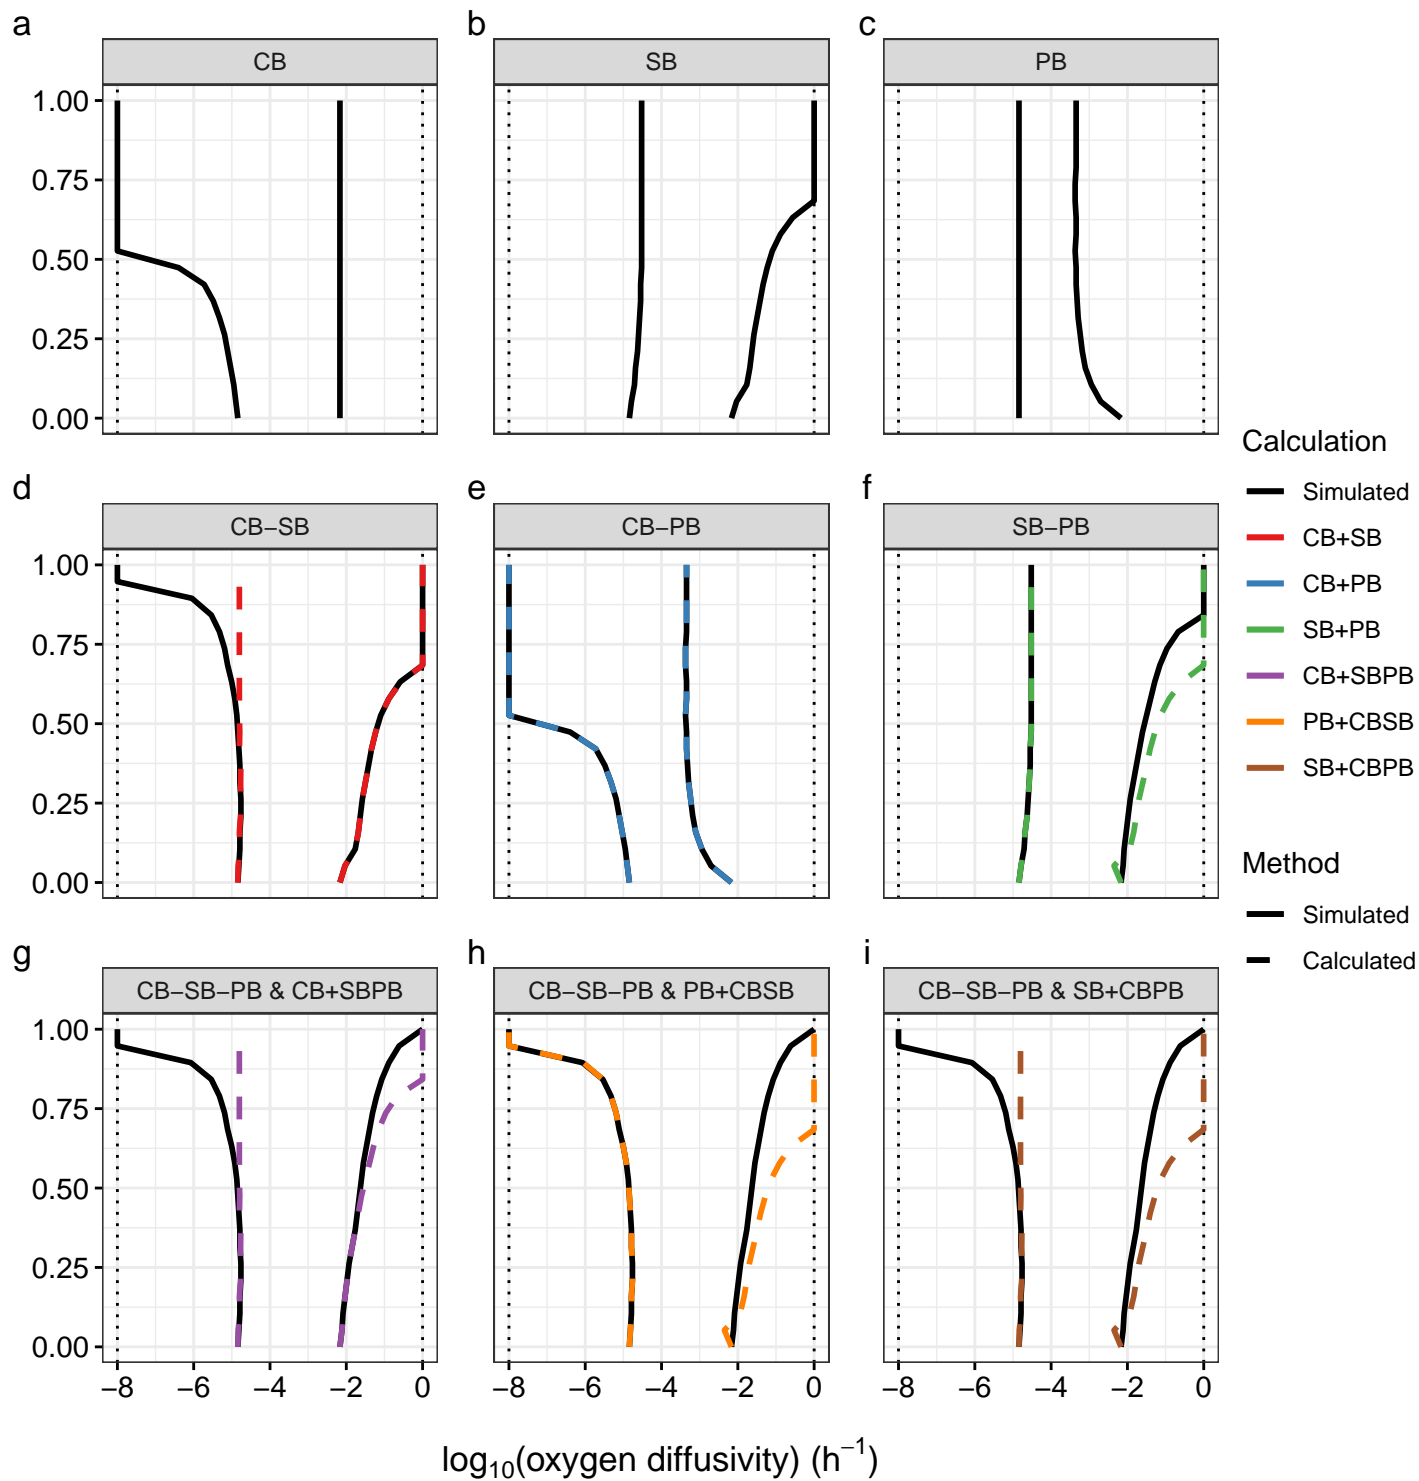 a
b
c
CB
SB
PB
1.00
0.75
0.50
0.25
0.00
Calculation
Simulated
CB+SB
CB+PB
SB+PB
CB+SBPB
PB+CBSB
SB+CBPB
Method
Simulated
Calculated
d
e
f
CB−SB
CB−PB
SB−PB
1.00
0.75
0.50
0.25
0.00
g
h
i
CB−SB−PB & CB+SBPB
CB−SB−PB & PB+CBSB
CB−SB−PB & SB+CBPB
1.00
0.75
0.50
0.25
0.00
−8 −6 −4 −2 0
−8 −6 −4 −2 0
−8 −6 −4 −2 0
log₁₀(oxygen diffusivity) (h⁻¹)